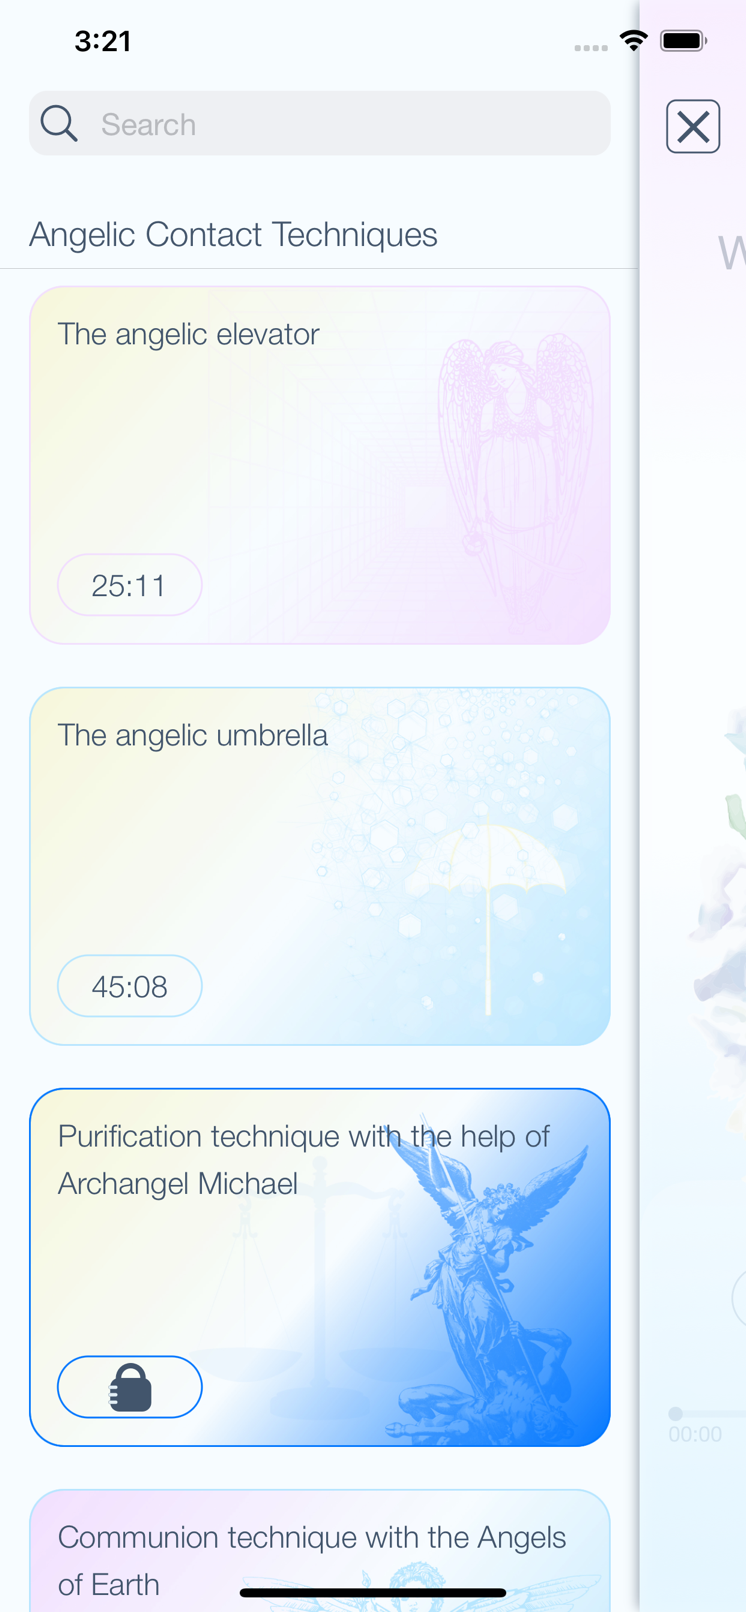 3:21
Search
Angelic Contact Techniques
The angelic elevator
25:11
The angelic umbrella
45:08
Purification technique with the help of
Archangel Michael
00:00
Communion technique with the Angels
of Earth